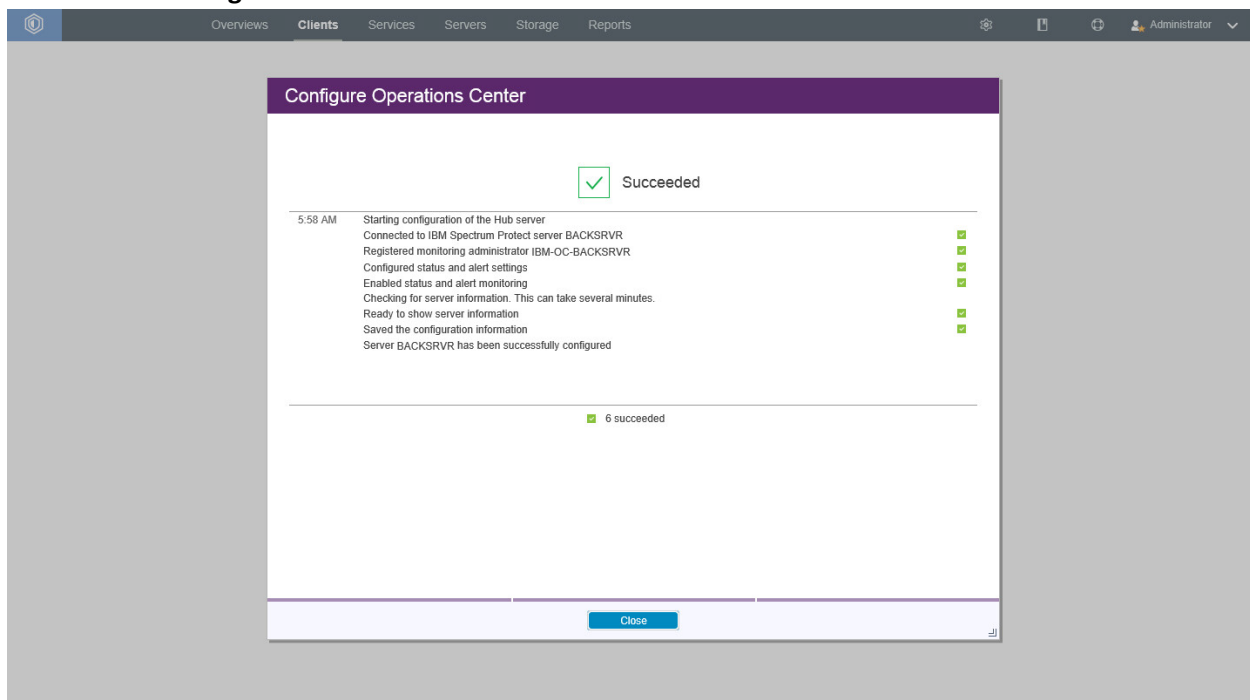 Overviews Clients Services Servers Storage Reports Administrator
Configure Operations Center
Succeeded
5:58 AM Starting configuration of the Hub server
Connected to IBM Spectrum Protect server BACKSRVR
Registered monitoring administrator IBM-OC-BACKSRVR
Configured status and alert settings
Enabled status and alert monitoring
Checking for server information. This can take several minutes.
Ready to show server information
Saved the configuration information
Server BACKSRVR has been successfully configured
6 succeeded
Close